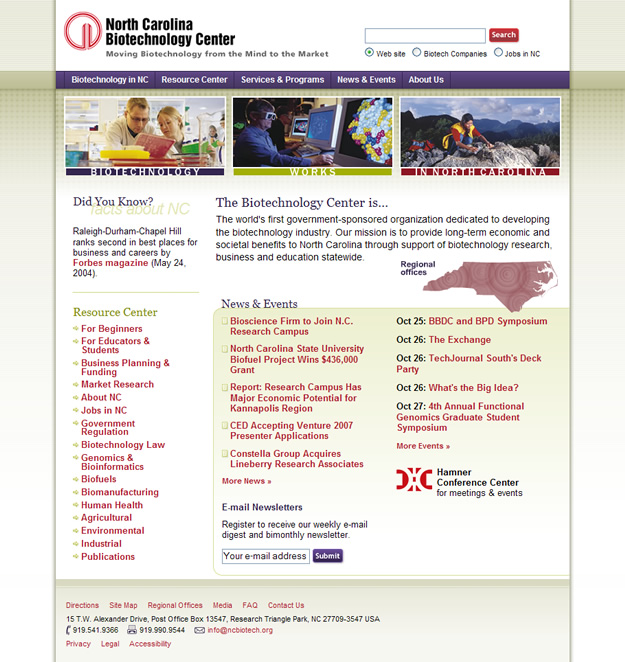 North Carolina
Biotechnology Center
Moving Biotechnology from the Mind to the Market
Search
Web site Biotech Companies Jobs in NC
Biotechnology in NC Resource Center Services & Programs News & Events About Us
BIOTECHNOLOGY WORKS IN NORTH CAROLINA
Did You Know?
facts about NC
Raleigh-Durham-Chapel Hill
ranks second in best places for
business and careers by
Forbes magazine (May 24,
2004).
The Biotechnology Center is...
The world's first government-sponsored organization dedicated to developing
the biotechnology industry. Our mission is to provide long-term economic and
societal benefits to North Carolina through support of biotechnology research,
business and education statewide.
Regional
offices
Resource Center
For Beginners
For Educators &
Students
Business Planning &
Funding
Market Research
About NC
Jobs in NC
Government
Regulation
Biotechnology Law
Genomics &
Bioinformatics
Biofuels
Biomanufacturing
Human Health
Agricultural
Environmental
Industrial
Publications
News & Events
Bioscience Firm to Join N.C.
Research Campus
North Carolina State University
Biofuel Project Wins $436,000
Grant
Report: Research Campus Has
Major Economic Potential for
Kannapolis Region
CED Accepting Venture 2007
Presenter Applications
Constella Group Acquires
Lineberry Research Associates
More News »
Oct 25: BBDC and BPD Symposium
Oct 26: The Exchange
Oct 26: TechJournal South's Deck
Party
Oct 26: What's the Big Idea?
Oct 27: 4th Annual Functional
Genomics Graduate Student
Symposium
More Events »
Hamner
Conference Center
for meetings & events
E-mail Newsletters
Register to receive our weekly e-mail
digest and bimonthly newsletter.
Your e-mail address Submit
Directions Site Map Regional Offices Media FAQ Contact Us
15 T.W. Alexander Drive, Post Office Box 13547, Research Triangle Park, NC 27709-3547 USA
919.541.9366 919.990.9544 info@ncbiotech.org
Privacy Legal Accessibility